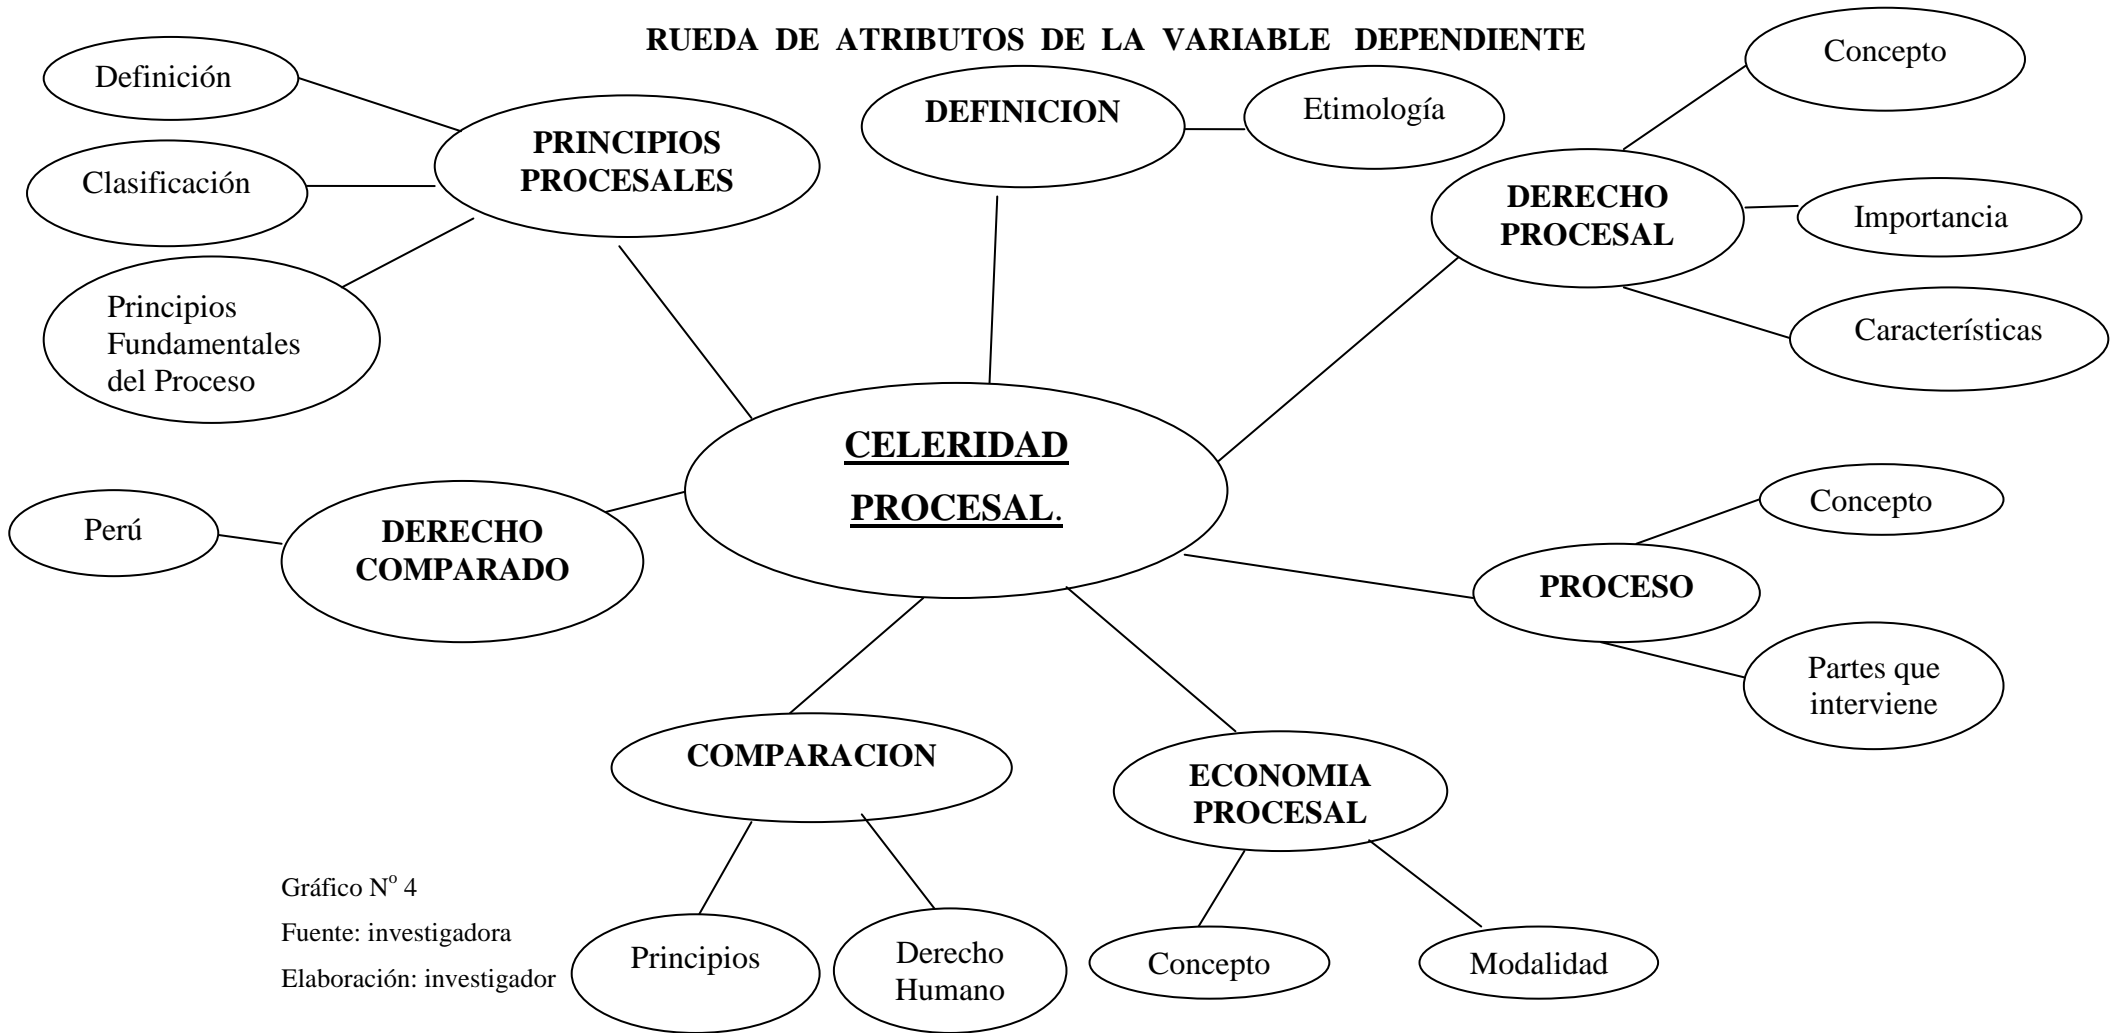 RUEDA DE ATRIBUTOS DE LA VARIABLE DEPENDIENTE
Definición
Clasificación
Principios
Fundamentales
del Proceso
PRINCIPIOS
PROCESALES
DEFINICION
Etimología
Concepto
DERECHO
PROCESAL
Importancia
Características
CELERIDAD
PROCESAL.
Perú
DERECHO
COMPARADO
Concepto
PROCESO
Partes que
interviene
COMPARACION
ECONOMIA
PROCESAL
Principios
Derecho
Humano
Concepto
Modalidad
Gráfico Nº 4
Fuente: investigadora
Elaboración: investigador